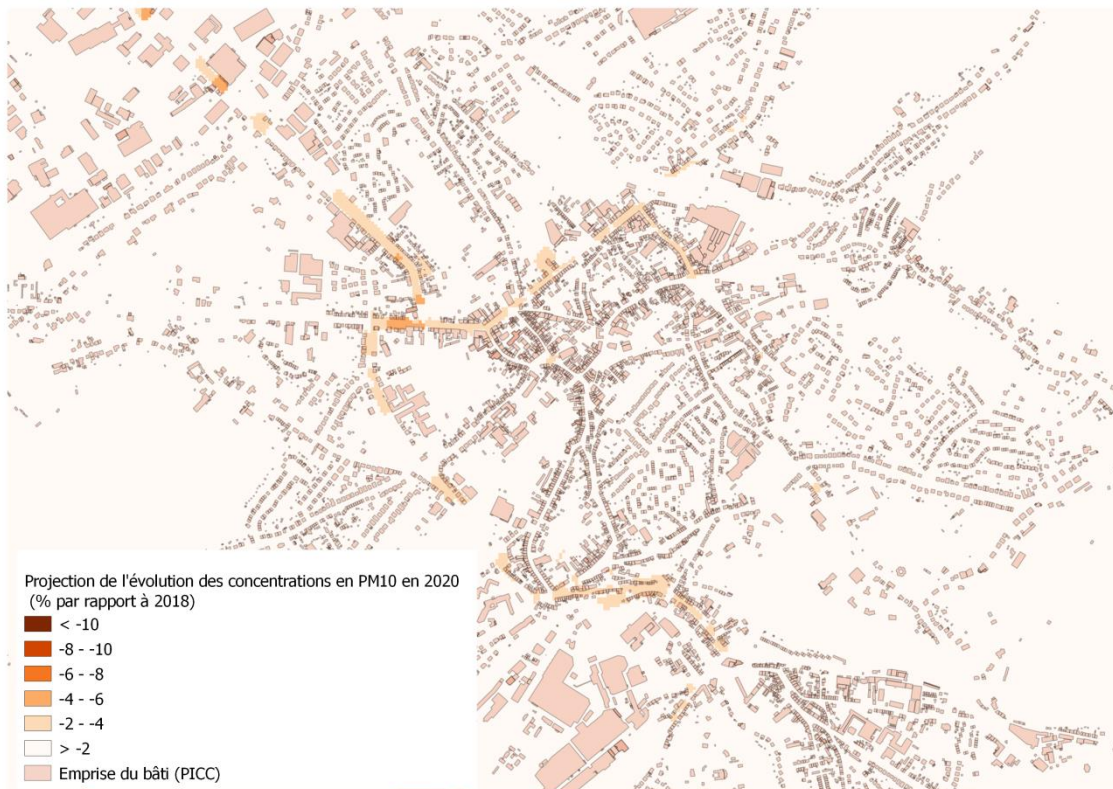 Projection de l'évolution des concentrations en PM10 en 2020
(% par rapport à 2018)
< -10
-8 - -10
-6 - -8
-4 - -6
-2 - -4
> -2
Emprise du bâti (PICC)